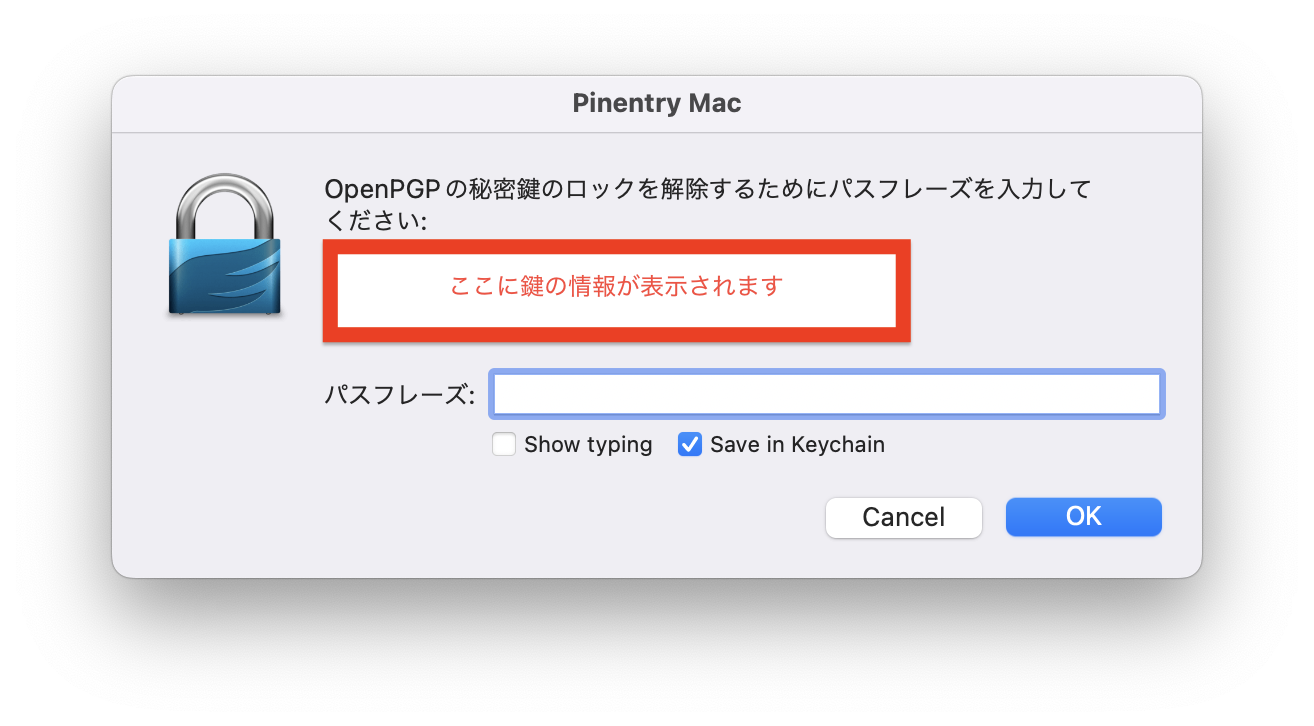 Pinentry Mac
OpenPGP の秘密鍵のロックを解除するためにパスフレーズを入力して
ください:
ここに鍵の情報が表示されます
パスフレーズ:
Show typing Save in Keychain
Cancel OK